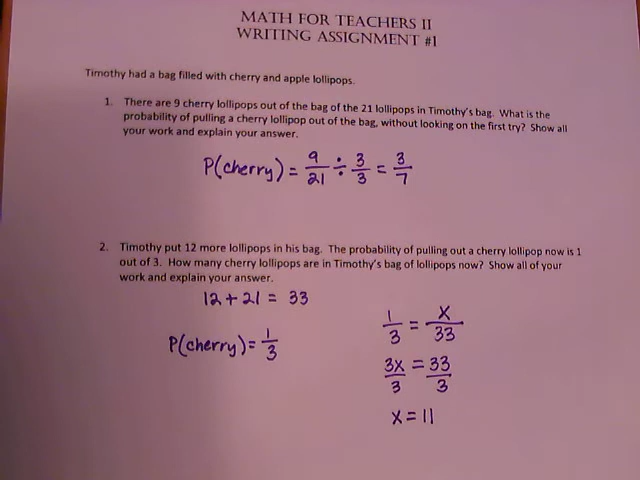 MATH FOR TEACHERS II
WRITING ASSIGNMENT #1
Timothy had a bag filled with cherry and apple lollipops.
1. There are 9 cherry lollipops out of the bag of the 21 lollipops in Timothy's bag. What is the
probability of pulling a cherry lollipop out of the bag, without looking on the first try? Show all
your work and explain your answer.
P(cherry) = 9/21 ÷ 3/3 = 3/7
2. Timothy put 12 more lollipops in his bag. The probability of pulling out a cherry lollipop now is 1
out of 3. How many cherry lollipops are in Timothy's bag of lollipops now? Show all of your
work and explain your answer.
12 + 21 = 33
P(cherry) = 1/3
1/3 = X/33
3X/3 = 33/3
X = 11